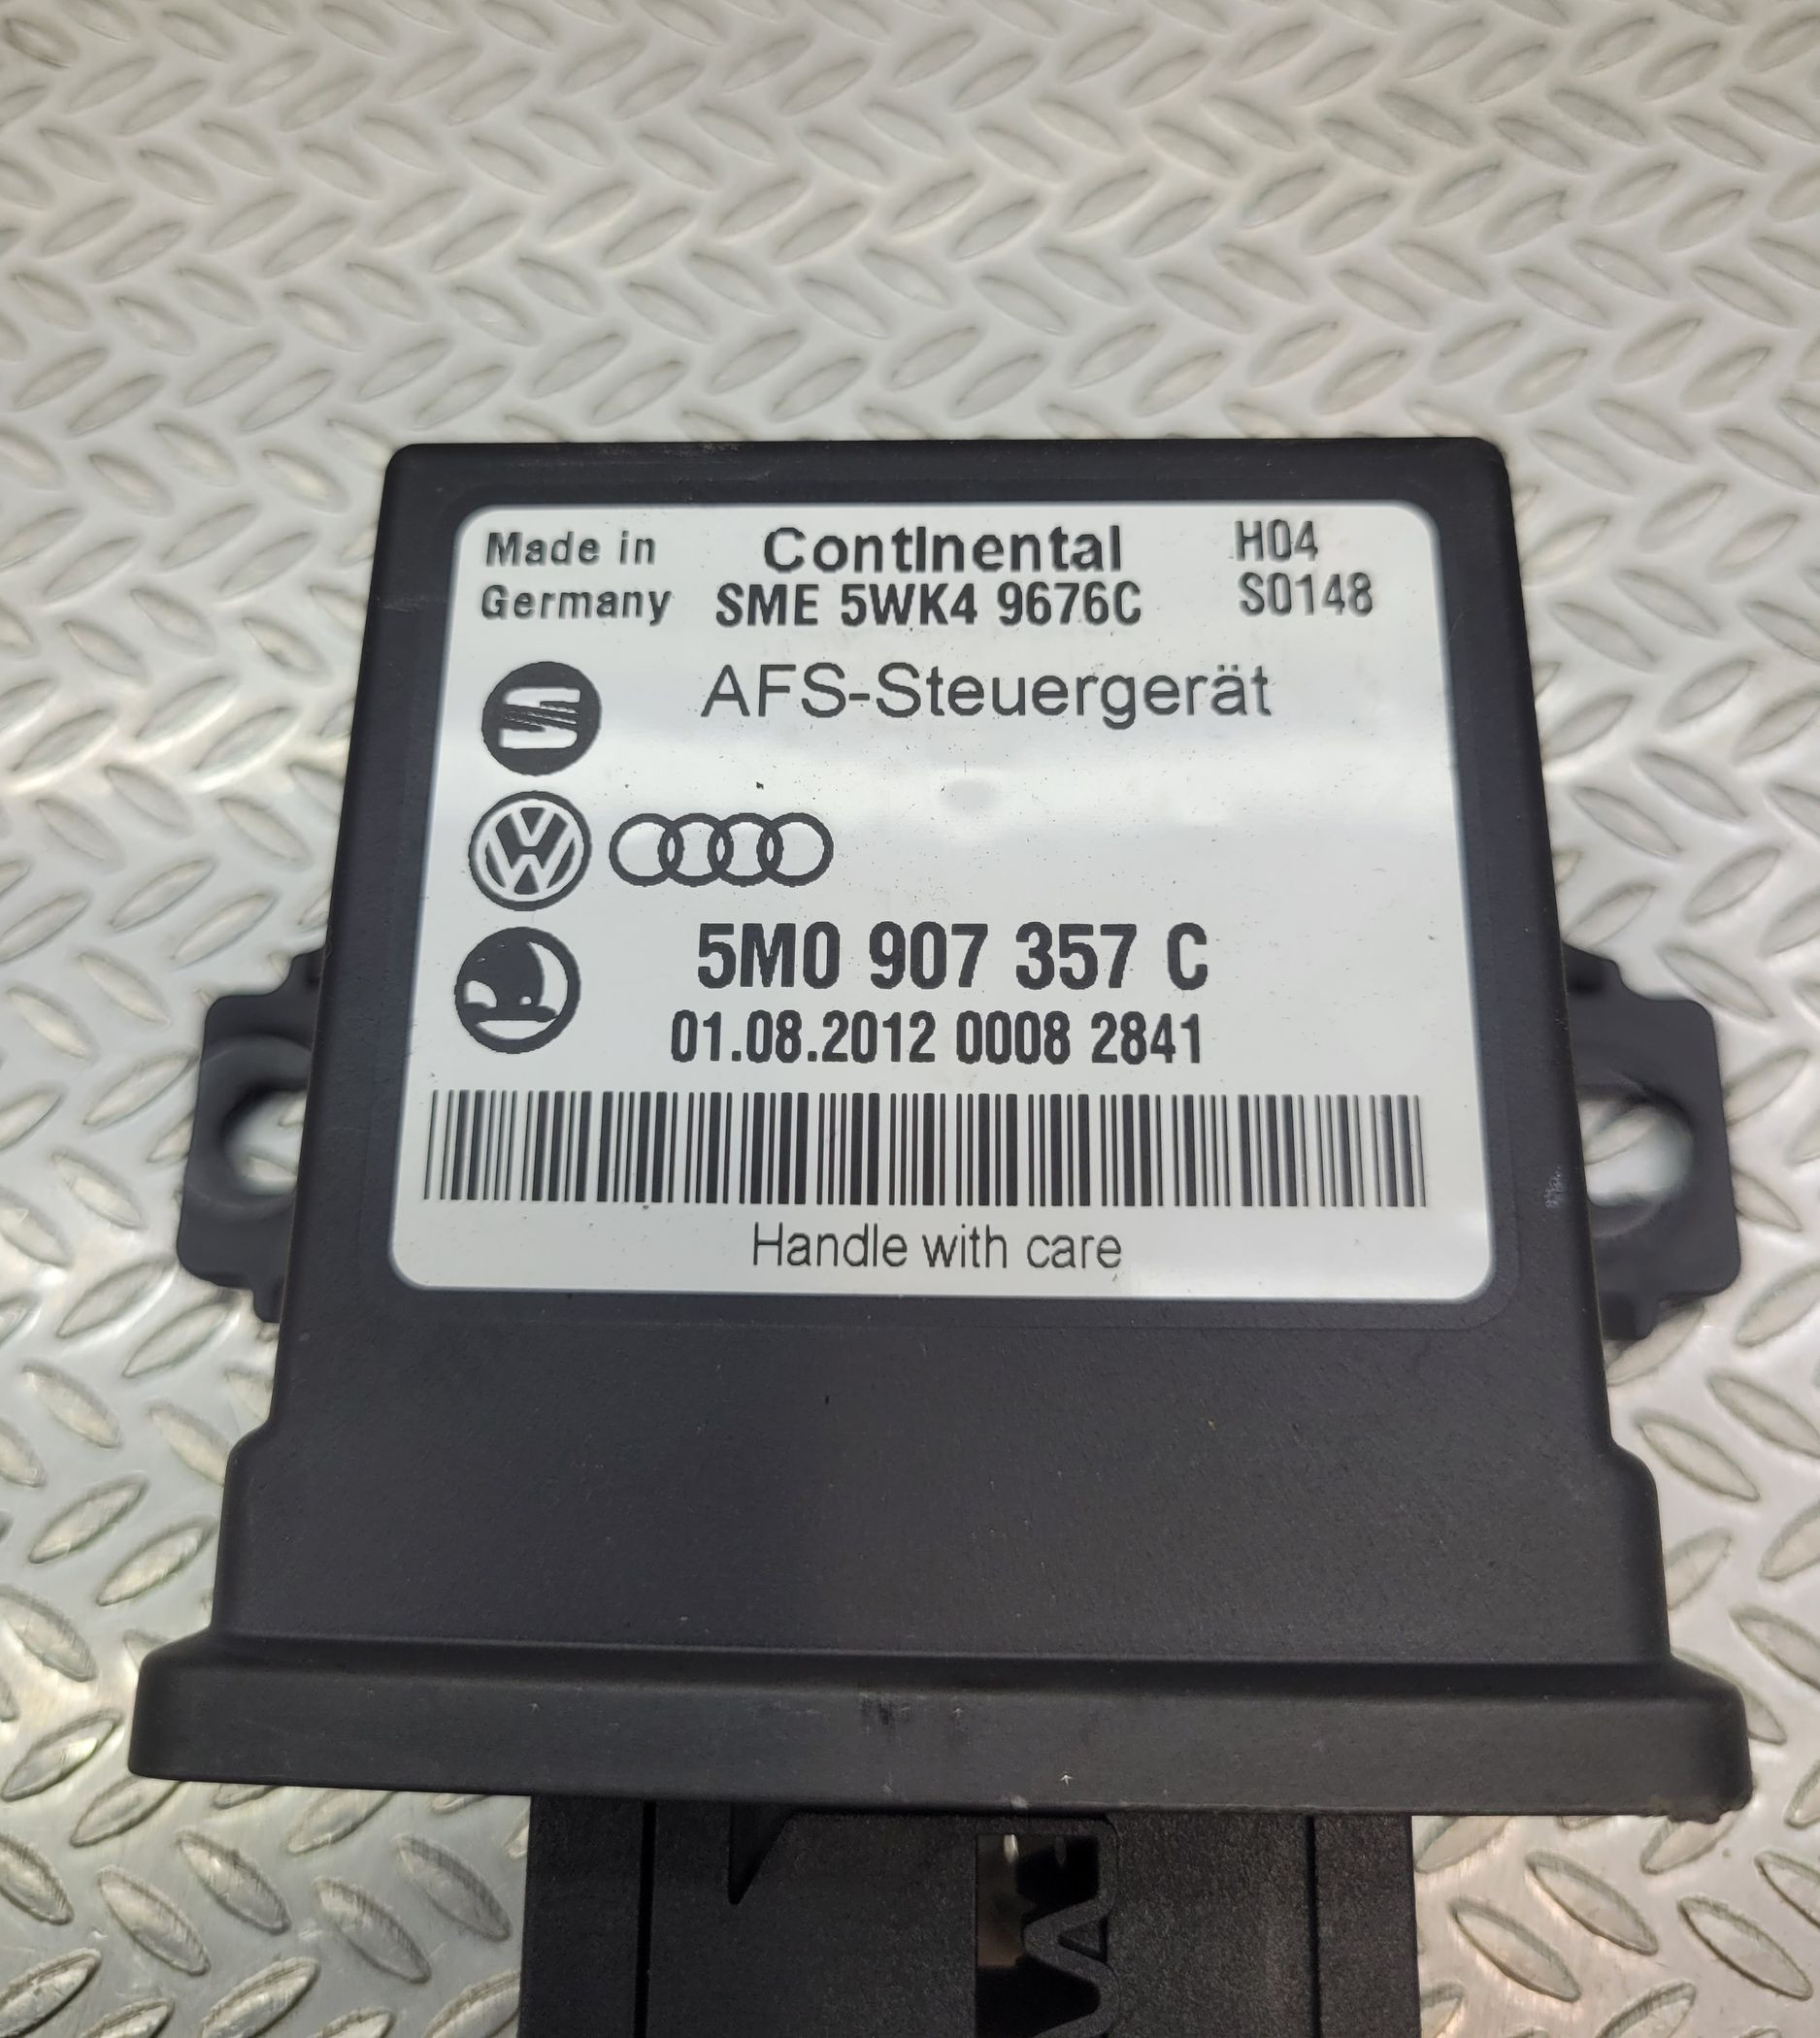 Made in Continental H04
Germany SME 5WK4 9676C S0148
AFS-Steuergerät
5M0 907 357 C
01.08.2012 0008 2841
Handle with care